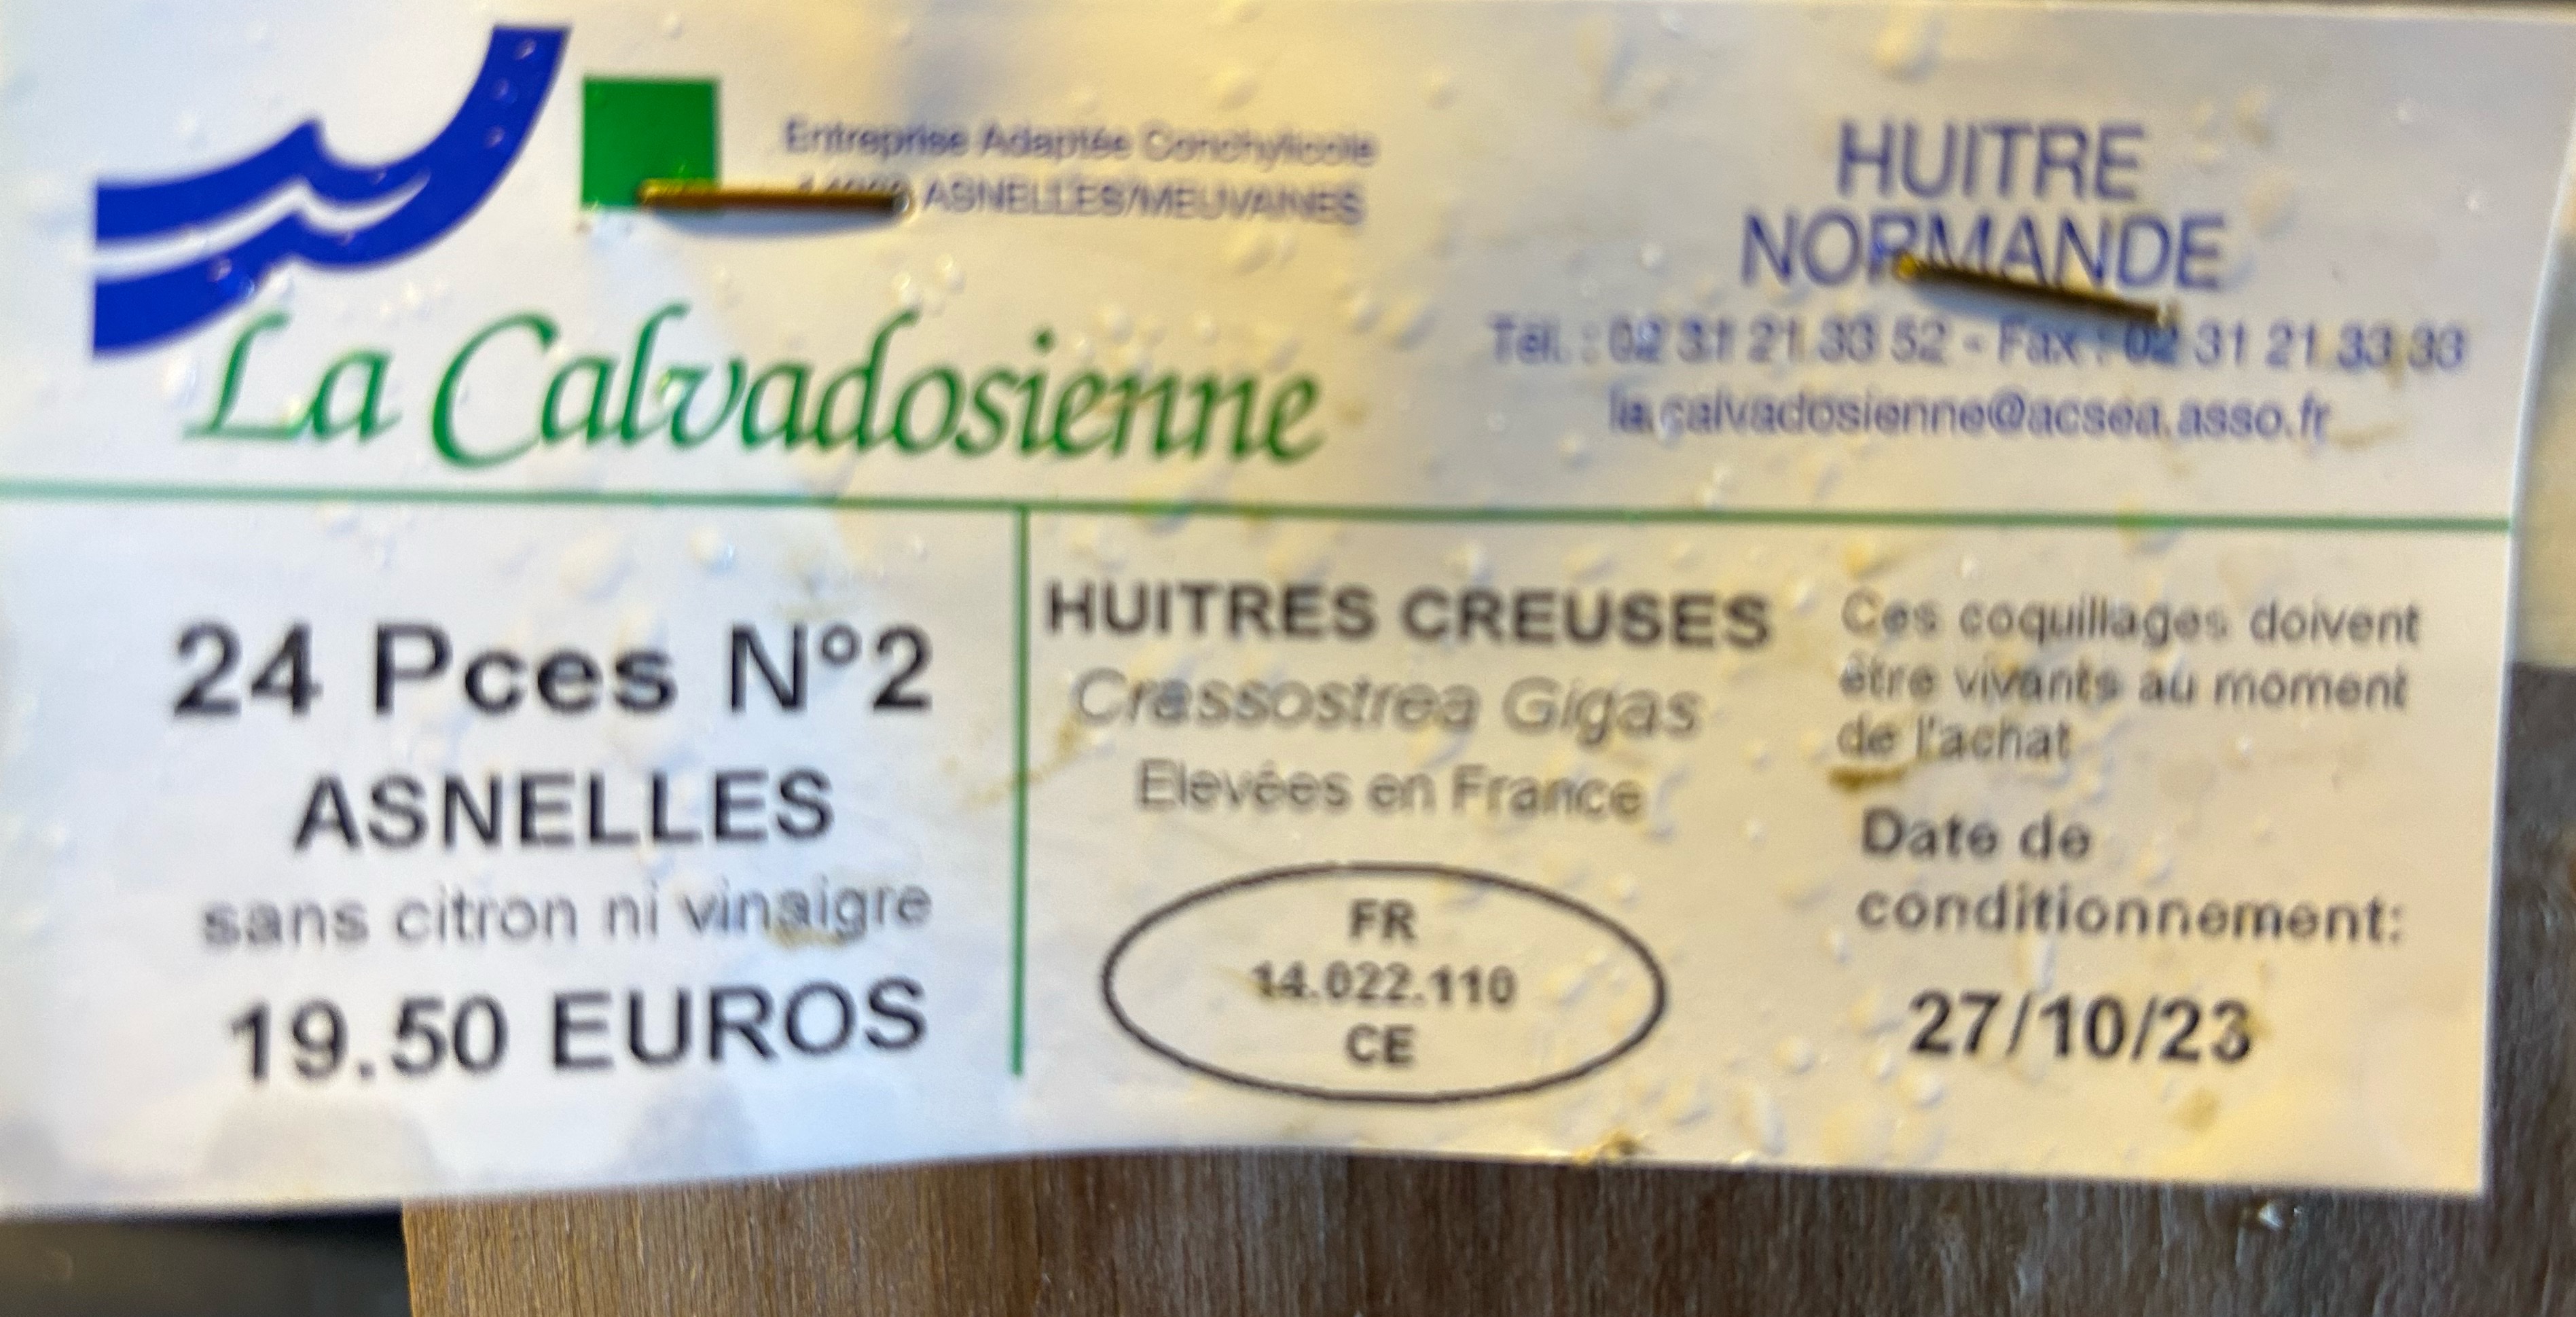 Entreprise Adaptée Conchylicole
ASNELLES/MEUVAINES
La Calvadosienne
HUITRE
NORMANDE
Tél. : 02 31 21 33 52 - Fax : 02 31 21 33 33
la.calvadosienne@acsea.asso.fr
24 Pces N°2
ASNELLES
sans citron ni vinaigre
19.50 EUROS
HUITRES CREUSES
Crassostrea Gigas
Elevées en France
FR
14.022.110
CE
Ces coquillages doivent
être vivants au moment
de l'achat
Date de
conditionnement:
27/10/23